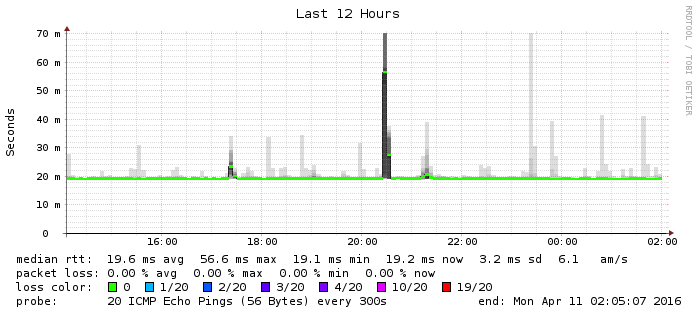 Last 12 Hours
RRDTOOL / TOBI OETIKER
Seconds
70 m
60 m
50 m
40 m
30 m
20 m
10 m
0
16:00 18:00 20:00 22:00 00:00 02:00
median rtt: 19.6 ms avg 56.6 ms max 19.1 ms min 19.2 ms now 3.2 ms sd 6.1 am/s
packet loss: 0.00 % avg 0.00 % max 0.00 % min 0.00 % now
loss color: 0 1/20 2/20 3/20 4/20 10/20 19/20
probe: 20 ICMP Echo Pings (56 Bytes) every 300s end: Mon Apr 11 02:05:07 2016